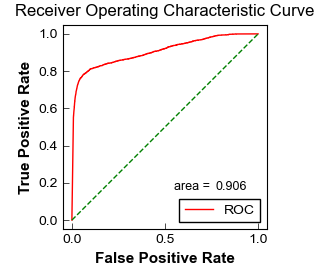 Receiver Operating Characteristic Curve
1.0
0.8
0.6
0.4
0.2
0.0
True Positive Rate
area = 0.906
ROC
0.0 0.5 1.0
False Positive Rate